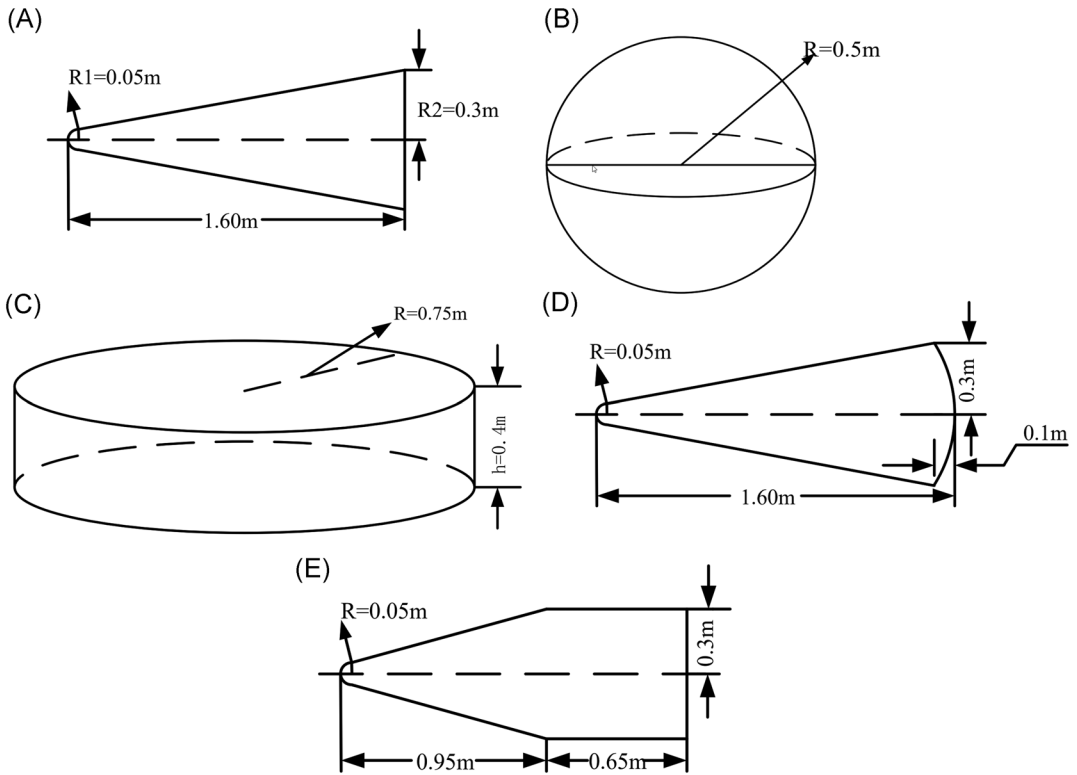 (A)
R1=0.05m
R2=0.3m
1.60m
(B)
R=0.5m
(C)
R=0.75m
h=0.4m
(D)
R=0.05m
0.3m
0.1m
1.60m
(E)
R=0.05m
0.3m
0.95m
0.65m